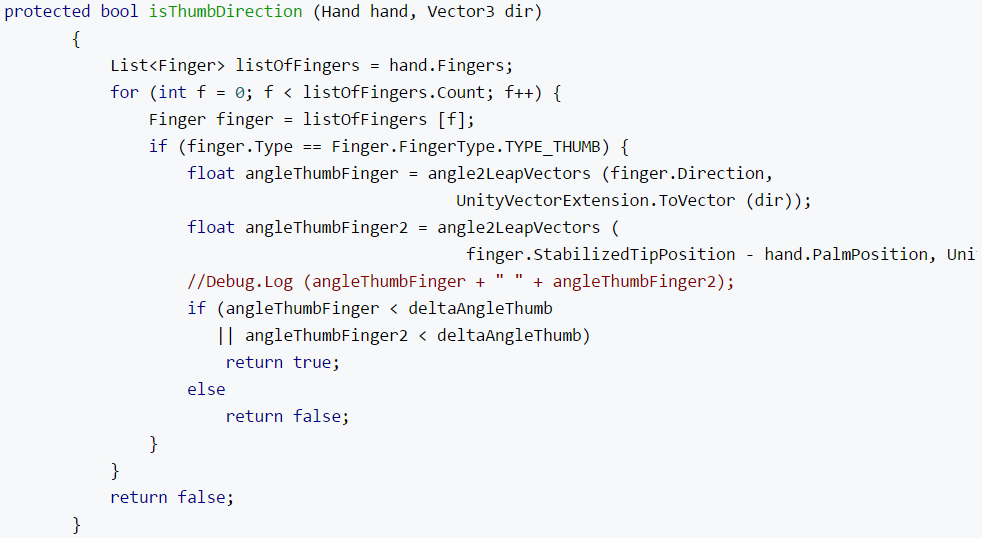 protected bool isThumbDirection (Hand hand, Vector3 dir)
{
List<Finger> listOfFingers = hand.Fingers;
for (int f = 0; f < listOfFingers.Count; f++) {
Finger finger = listOfFingers [f];
if (finger.Type == Finger.FingerType.TYPE_THUMB) {
float angleThumbFinger = angle2LeapVectors (finger.Direction,
UnityVectorExtension.ToVector (dir));
float angleThumbFinger2 = angle2LeapVectors (
finger.StabilizedTipPosition - hand.PalmPosition, Uni
//Debug.Log (angleThumbFinger + " " + angleThumbFinger2);
if (angleThumbFinger < deltaAngleThumb
|| angleThumbFinger2 < deltaAngleThumb)
return true;
else
return false;
}
}
return false;
}